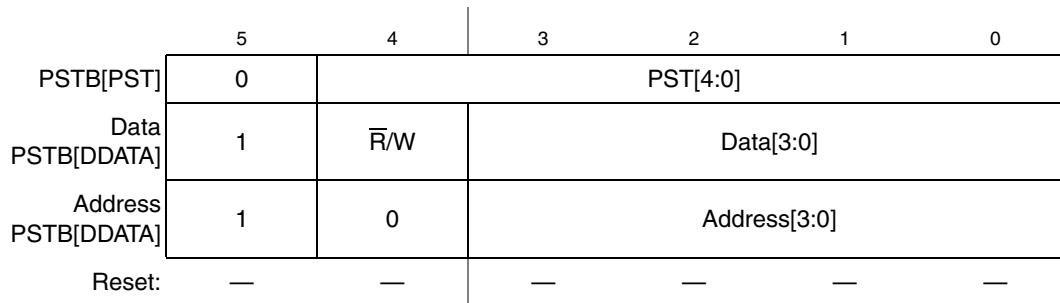 5 4 3 2 1 0
PSTB[PST] 0 PST[4:0]
Data
PSTB[DDATA] 1 R̅/W Data[3:0]
Address
PSTB[DDATA] 1 0 Address[3:0]
Reset: — — — — — —